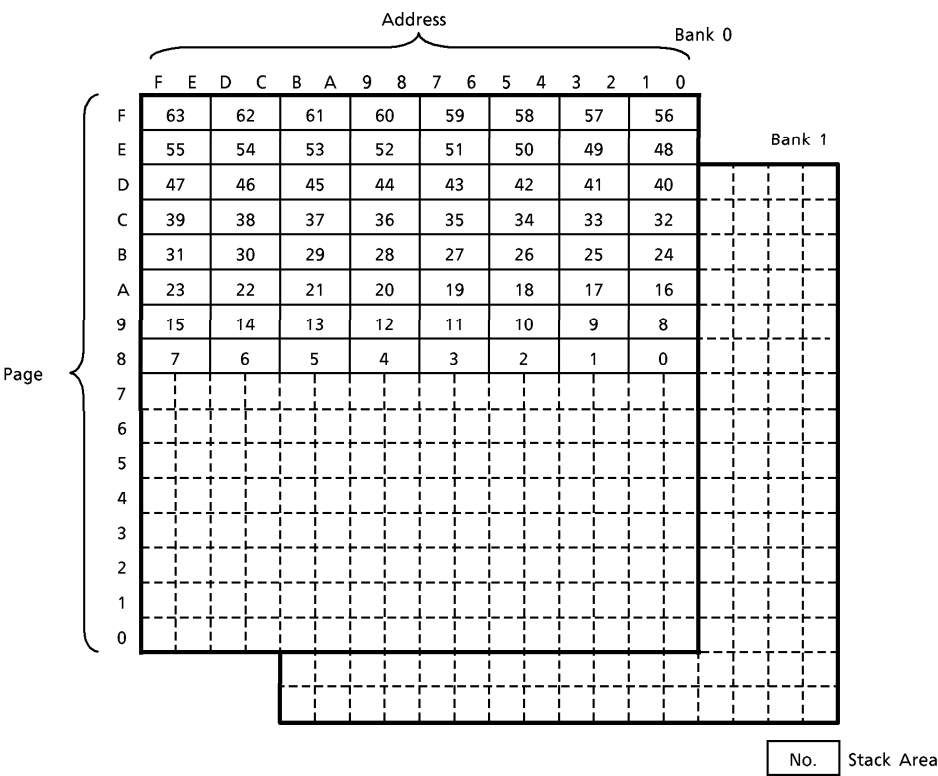 Address
Bank 0
F E D C B A 9 8 7 6 5 4 3 2 1 0
F 63 62 61 60 59 58 57 56
Bank 1
E 55 54 53 52 51 50 49 48
D 47 46 45 44 43 42 41 40
C 39 38 37 36 35 34 33 32
B 31 30 29 28 27 26 25 24
A 23 22 21 20 19 18 17 16
9 15 14 13 12 11 10 9 8
8 7 6 5 4 3 2 1 0
Page
7
6
5
4
3
2
1
0
No. Stack Area